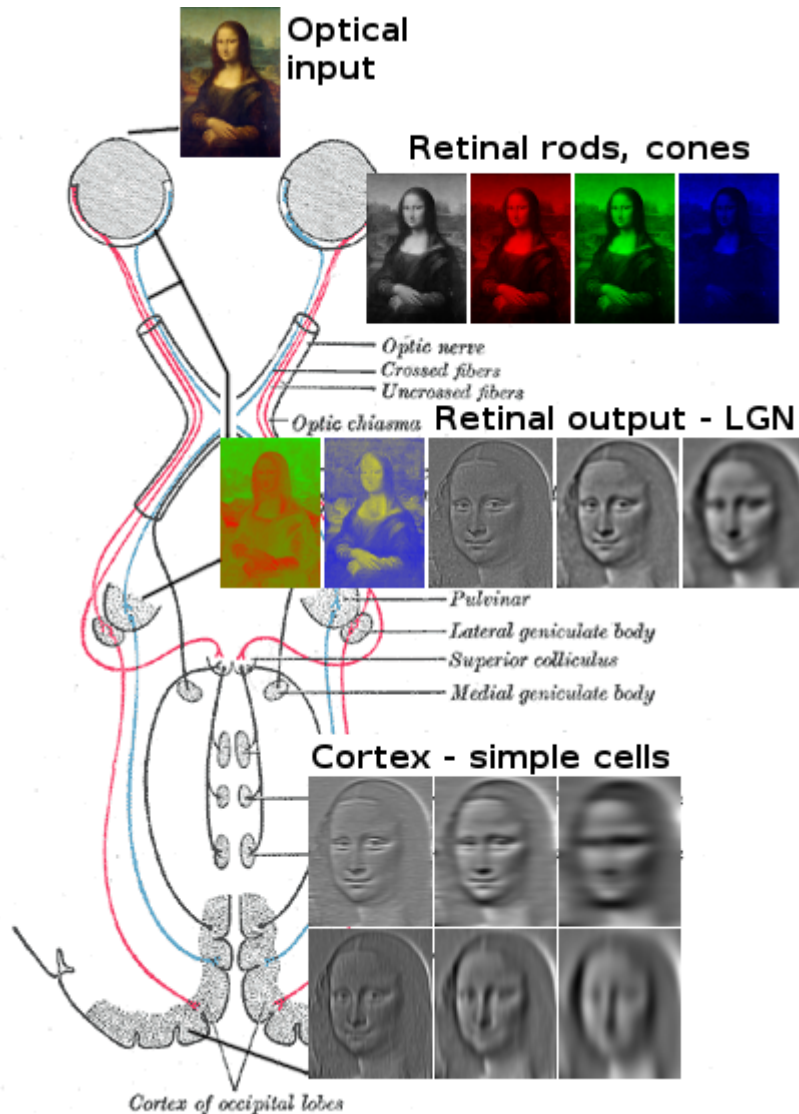 Optical
input
Retinal rods, cones
Optic nerve
Crossed fibers
Uncrossed fibers
Optic chiasma
Retinal output - LGN
Pulvinar
Lateral geniculate body
Superior colliculus
Medial geniculate body
Cortex - simple cells
Cortex of occipital lobes